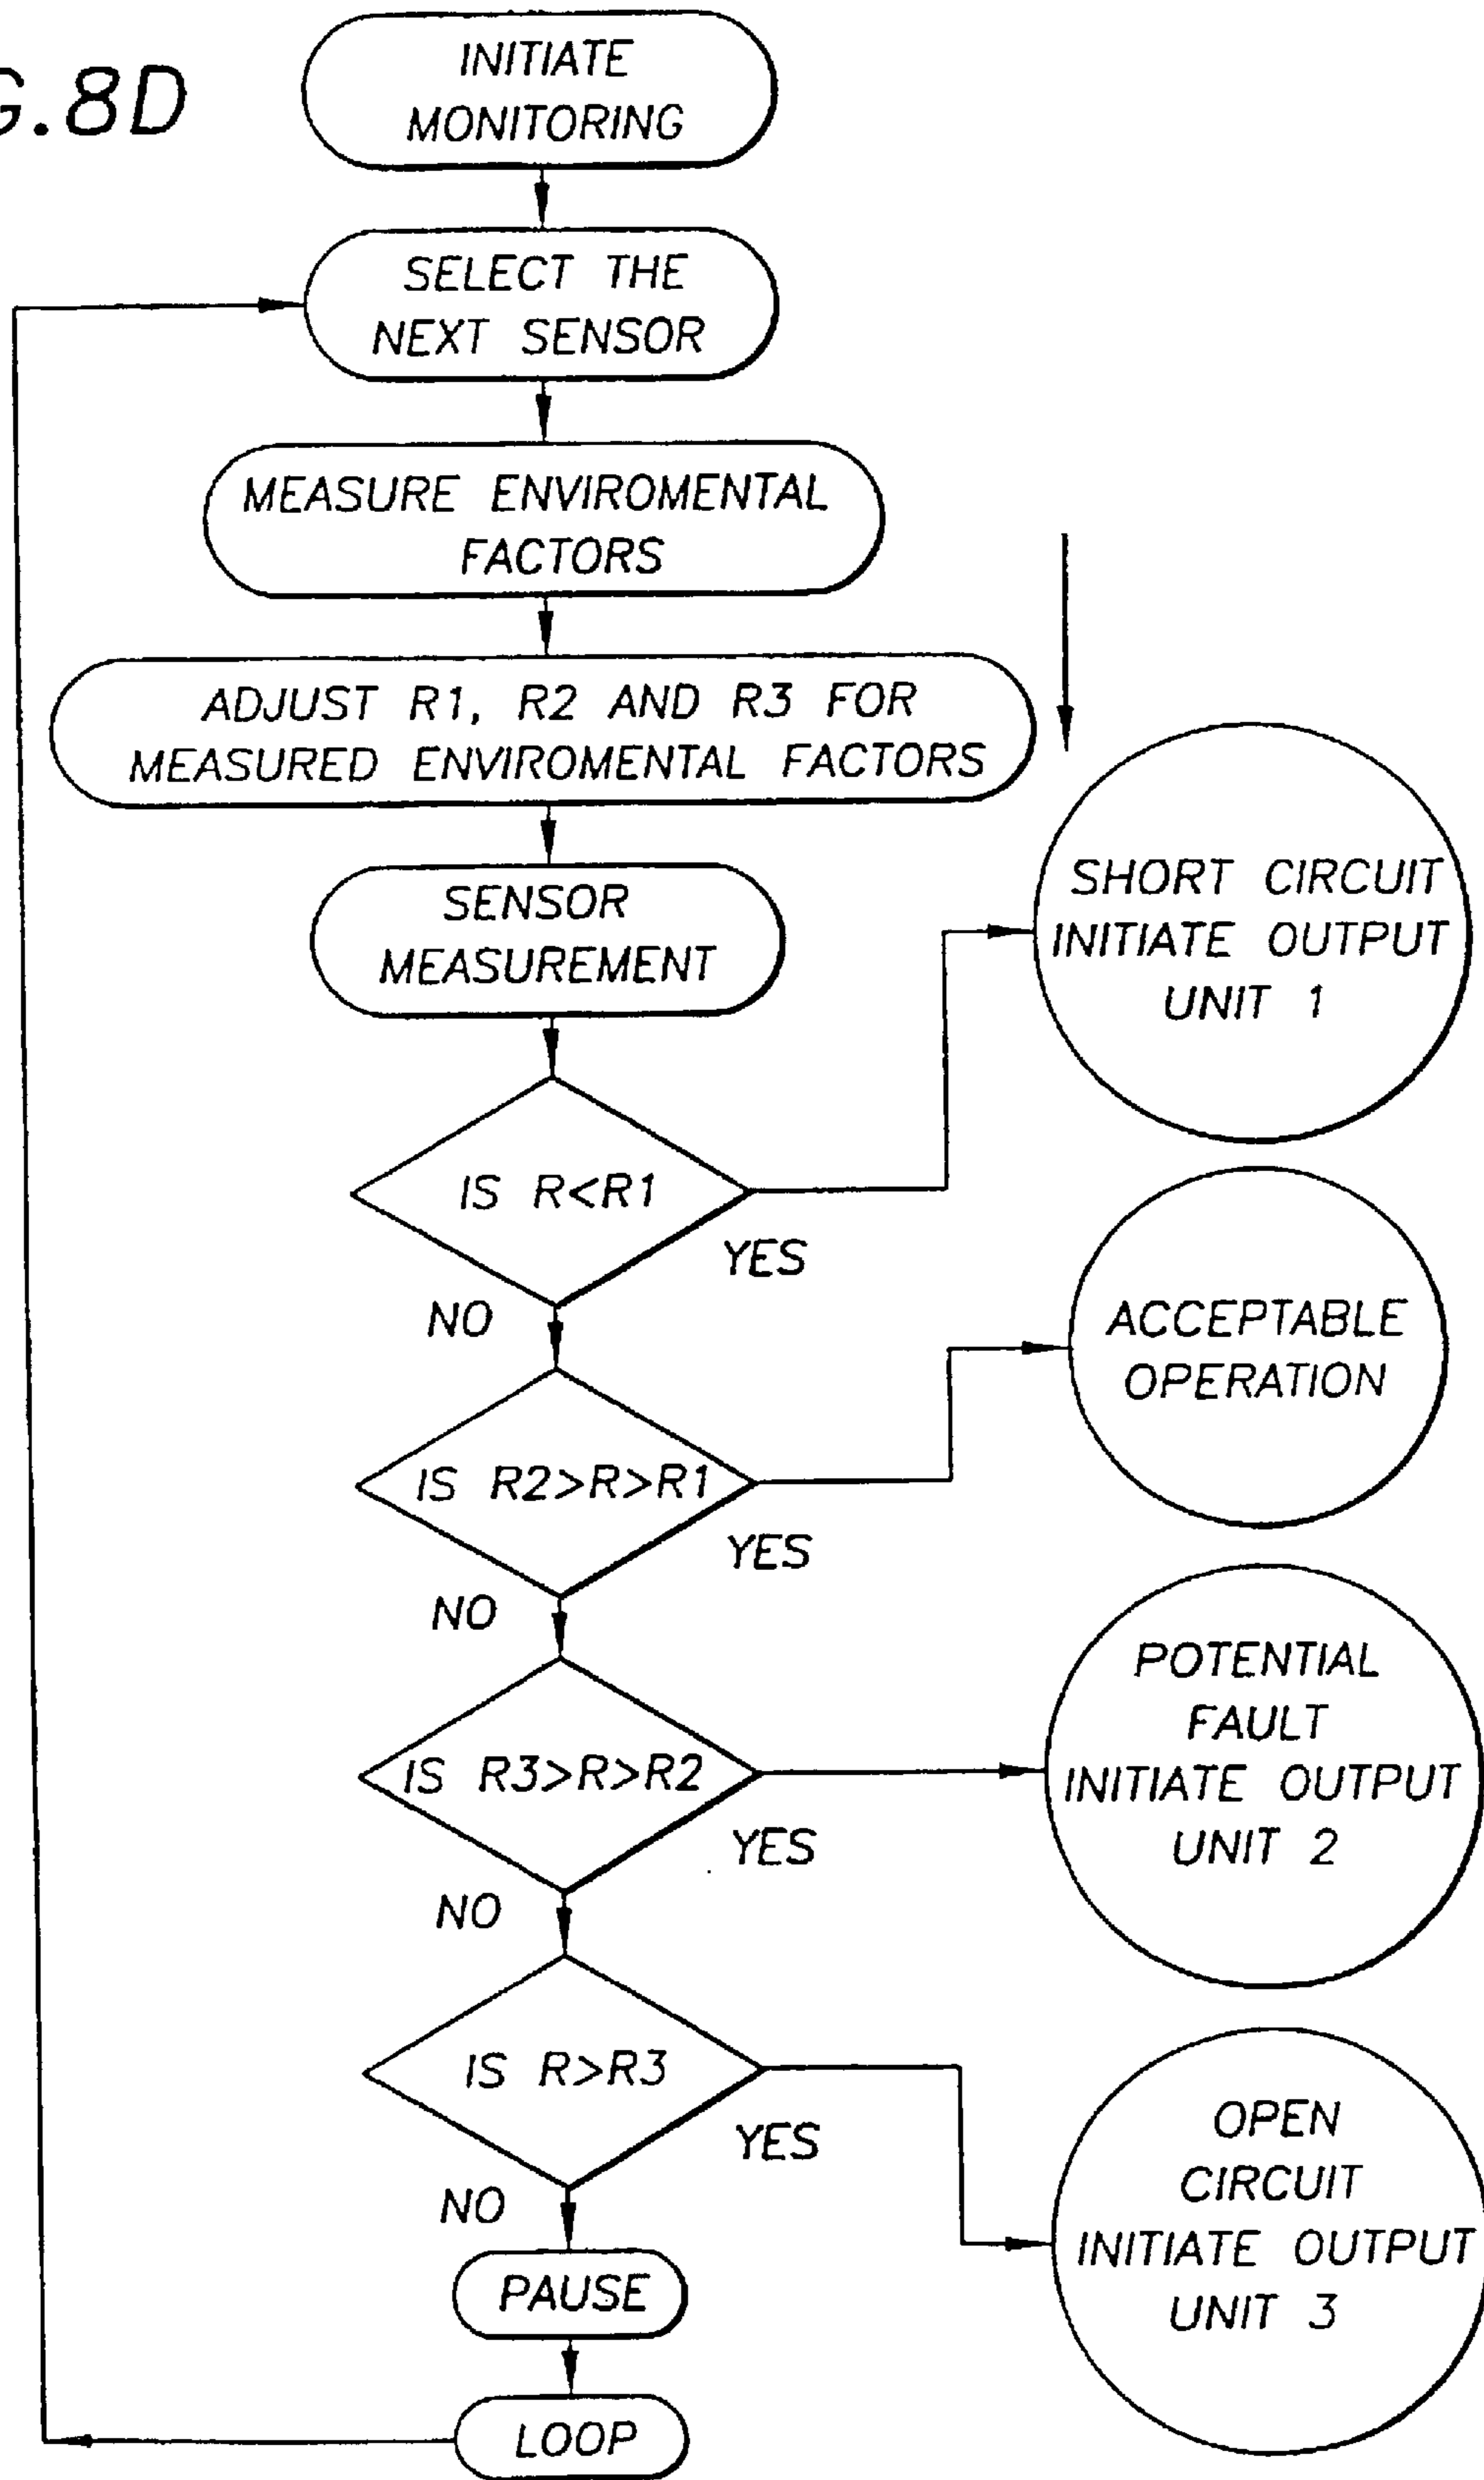 G.8D
INITIATE
MONITORING
SELECT THE
NEXT SENSOR
MEASURE ENVIROMENTAL
FACTORS
ADJUST R1, R2 AND R3 FOR
MEASURED ENVIROMENTAL FACTORS
SENSOR
MEASUREMENT
SHORT CIRCUIT
INITIATE OUTPUT
UNIT 1
IS R<R1
YES
NO
ACCEPTABLE
OPERATION
IS R2>R>R1
YES
NO
POTENTIAL
FAULT
INITIATE OUTPUT
UNIT 2
IS R3>R>R2
YES
NO
IS R>R3
YES
NO
OPEN
CIRCUIT
INITIATE OUTPUT
UNIT 3
PAUSE
LOOP